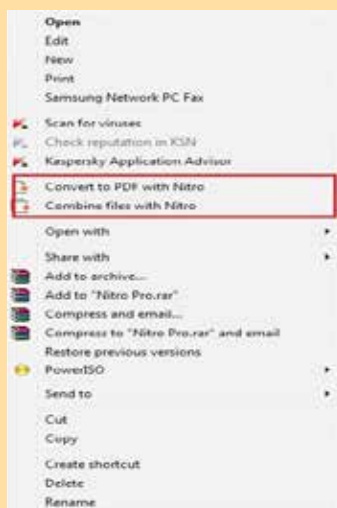 Open
Edit
New
Print
Samsung Network PC Fax
Scan for viruses
Check reputation in KSN
Kaspersky Application Advisor
Convert to PDF with Nitro
Combine files with Nitro
Open with
Share with
Add to archive...
Add to "Nitro Pro.rar"
Compress and email...
Compress to "Nitro Pro.rar" and email
Restore previous versions
PowerISO
Send to
Cut
Copy
Create shortcut
Delete
Rename